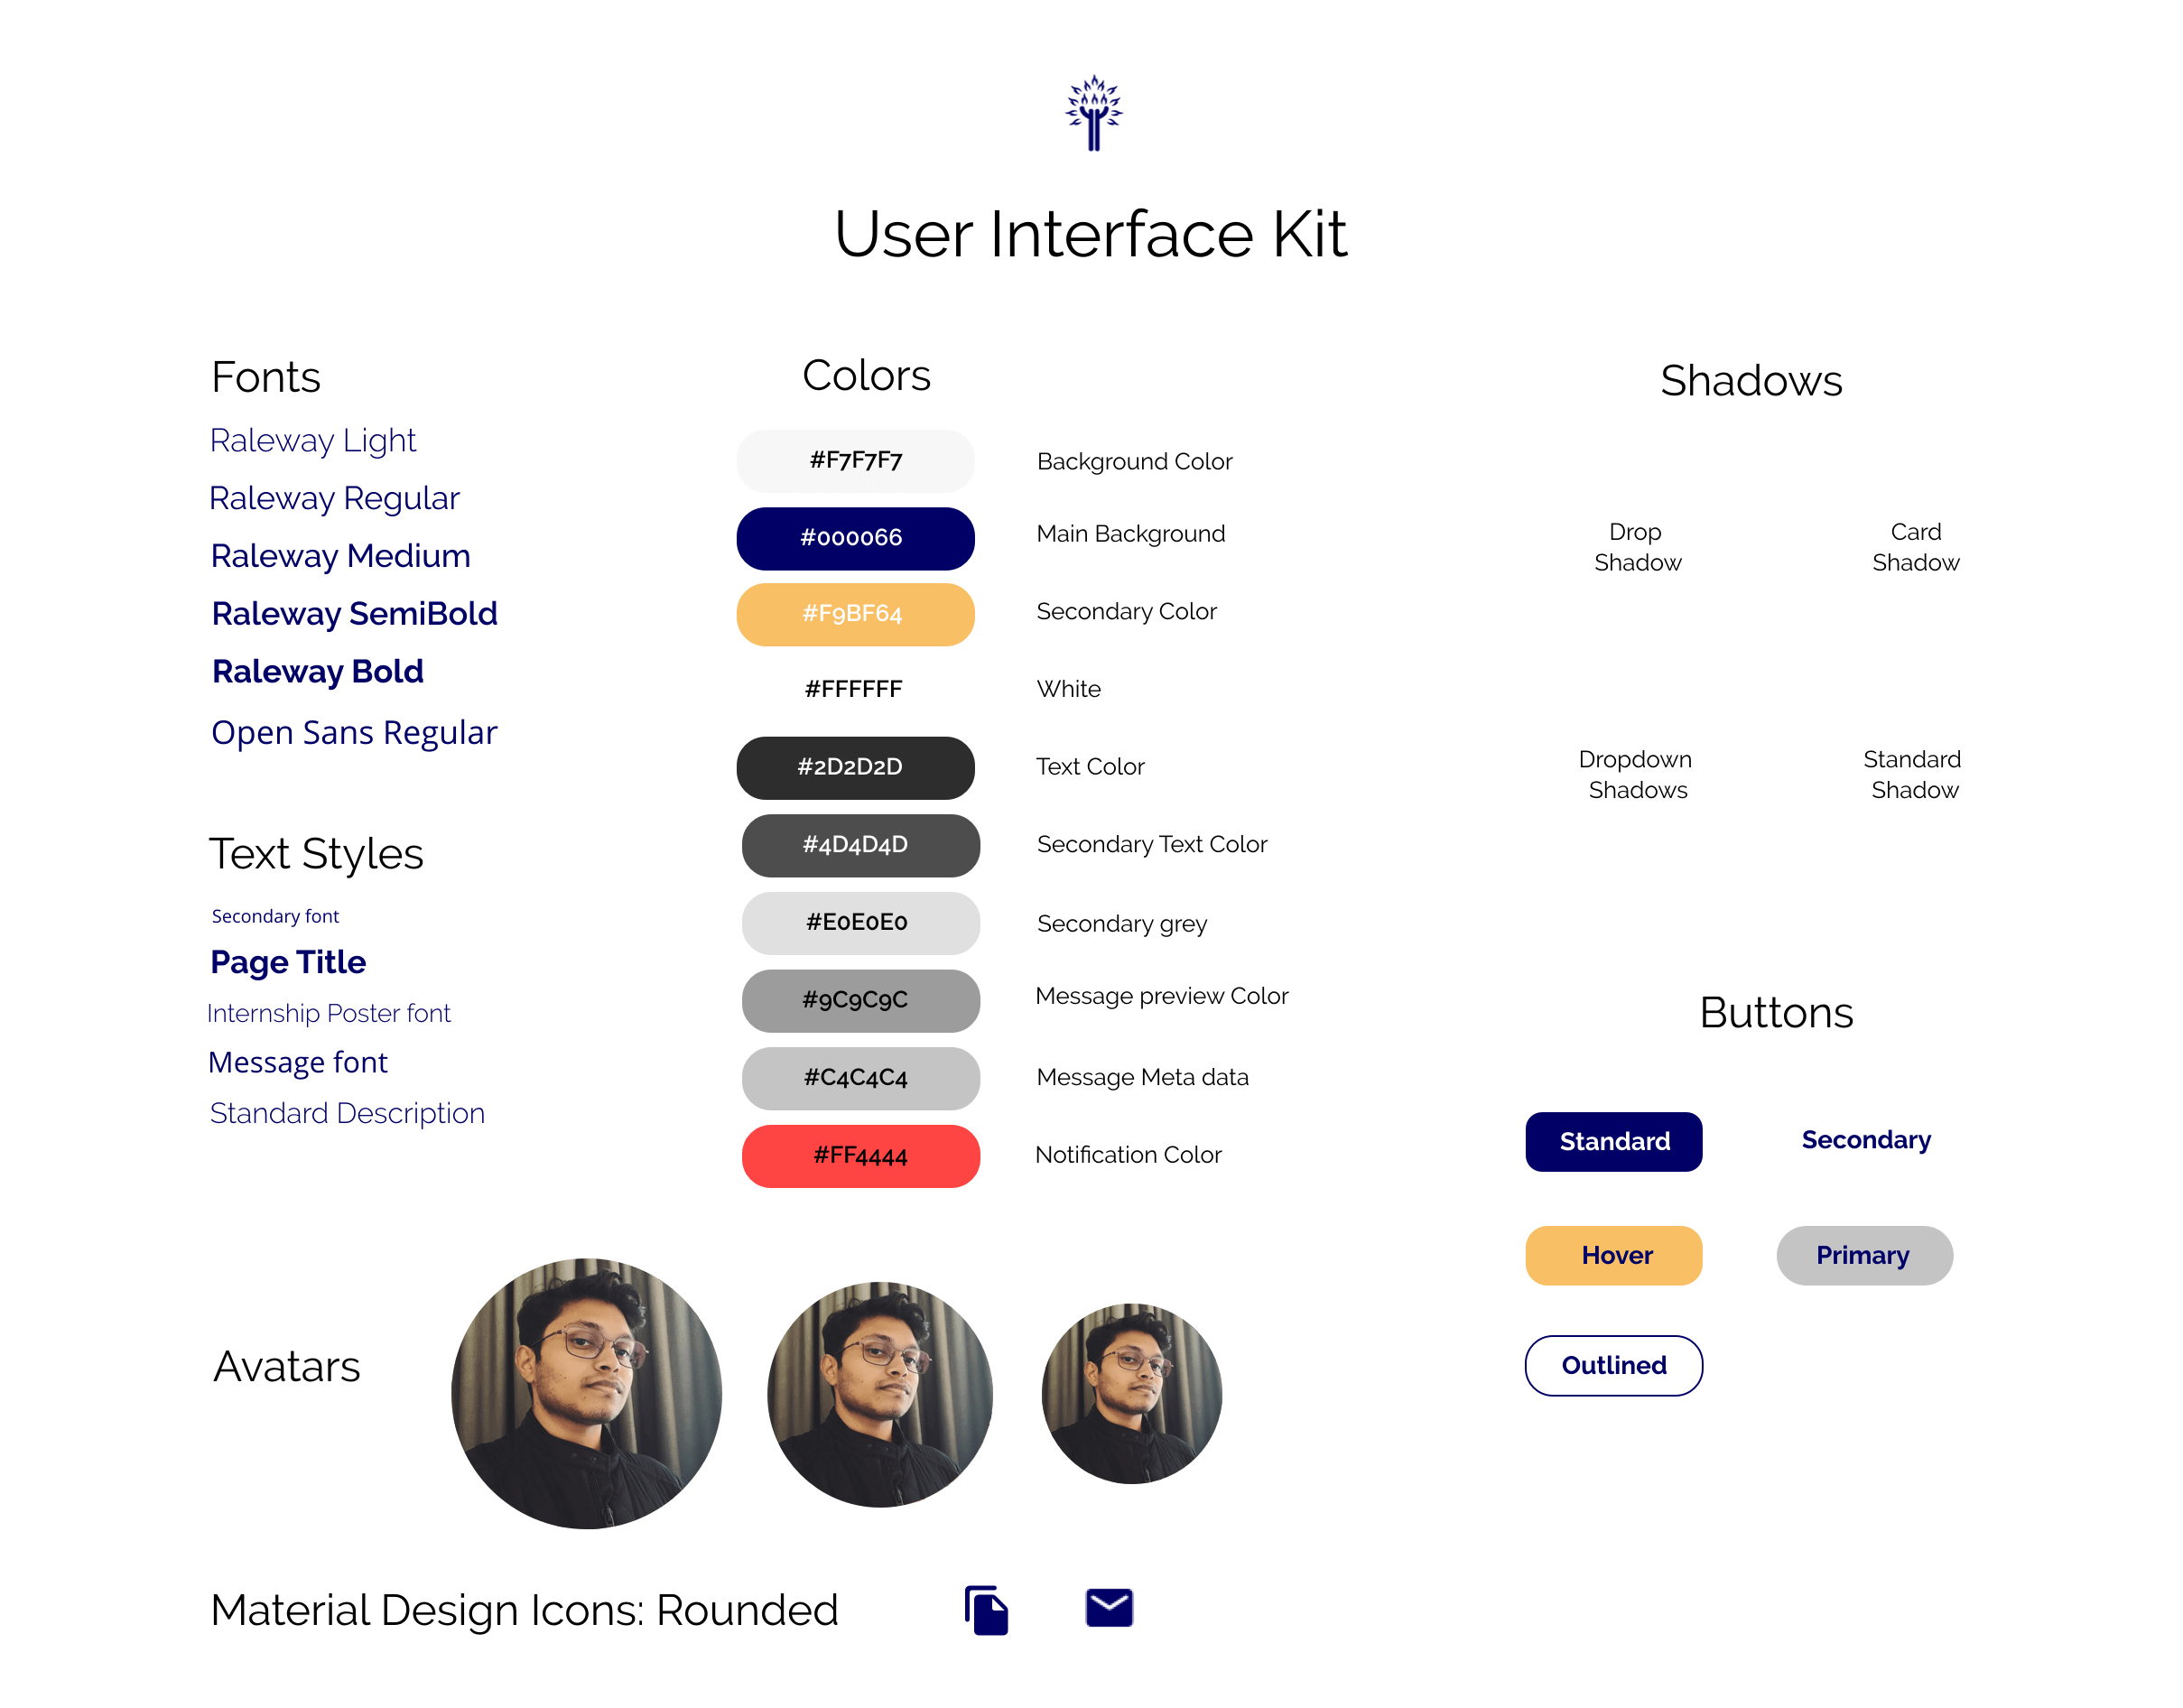 User Interface Kit
Fonts
Raleway Light
Raleway Regular
Raleway Medium
Raleway SemiBold
Raleway Bold
Open Sans Regular
Text Styles
Secondary font
Page Title
Internship Poster font
Message font
Standard Description
Colors
#F7F7F7 Background Color
#000066 Main Background
#F9BF64 Secondary Color
#FFFFFF White
#2D2D2D Text Color
#4D4D4D Secondary Text Color
#E0E0E0 Secondary grey
#9C9C9C Message preview Color
#C4C4C4 Message Meta data
#FF4444 Notification Color
Shadows
Drop
Shadow
Card
Shadow
Dropdown
Shadows
Standard
Shadow
Buttons
Standard
Secondary
Hover
Primary
Outlined
Avatars
Material Design Icons: Rounded